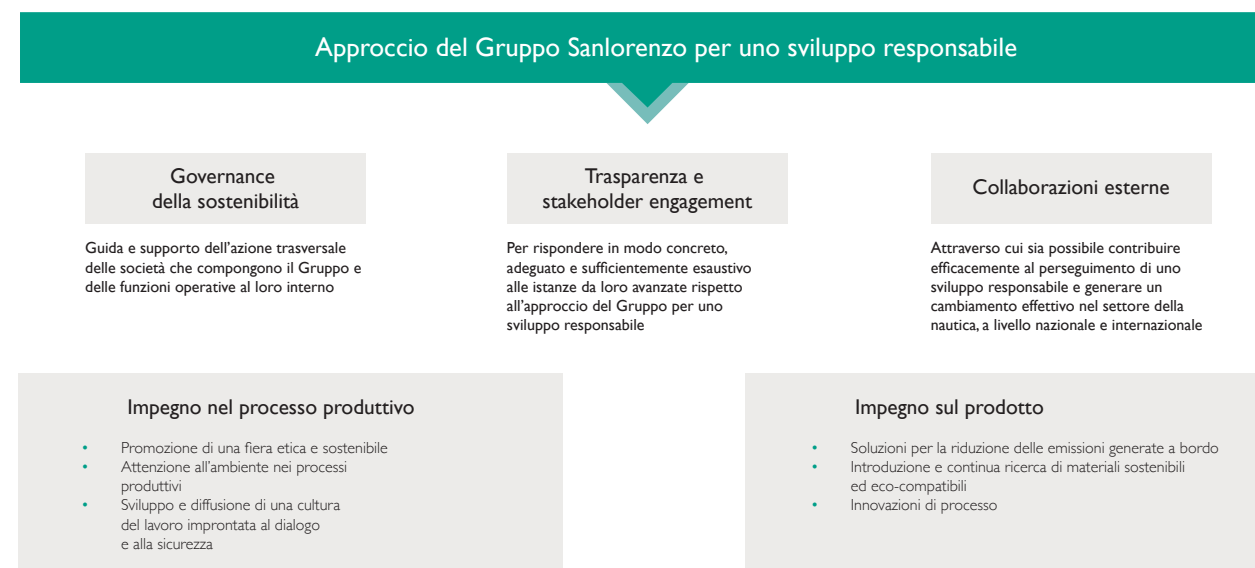 Approccio del Gruppo Sanlorenzo per uno sviluppo responsabile
Governance
della sostenibilità
Guida e supporto dell'azione trasversale
delle società che compongono il Gruppo e
delle funzioni operative al loro interno
Trasparenza e
stakeholder engagement
Per rispondere in modo concreto,
adeguato e sufficientemente esaustivo
alle istanze da loro avanzate rispetto
all'approccio del Gruppo per uno
sviluppo responsabile
Collaborazioni esterne
Attraverso cui sia possibile contribuire
efficacemente al perseguimento di uno
sviluppo responsabile e generare un
cambiamento effettivo nel settore della
nautica, a livello nazionale e internazionale
Impegno nel processo produttivo
• Promozione di una fiera etica e sostenibile
• Attenzione all'ambiente nei processi
produttivi
• Sviluppo e diffusione di una cultura
del lavoro improntata al dialogo
e alla sicurezza
Impegno sul prodotto
• Soluzioni per la riduzione delle emissioni generate a bordo
• Introduzione e continua ricerca di materiali sostenibili
ed eco-compatibili
• Innovazioni di processo